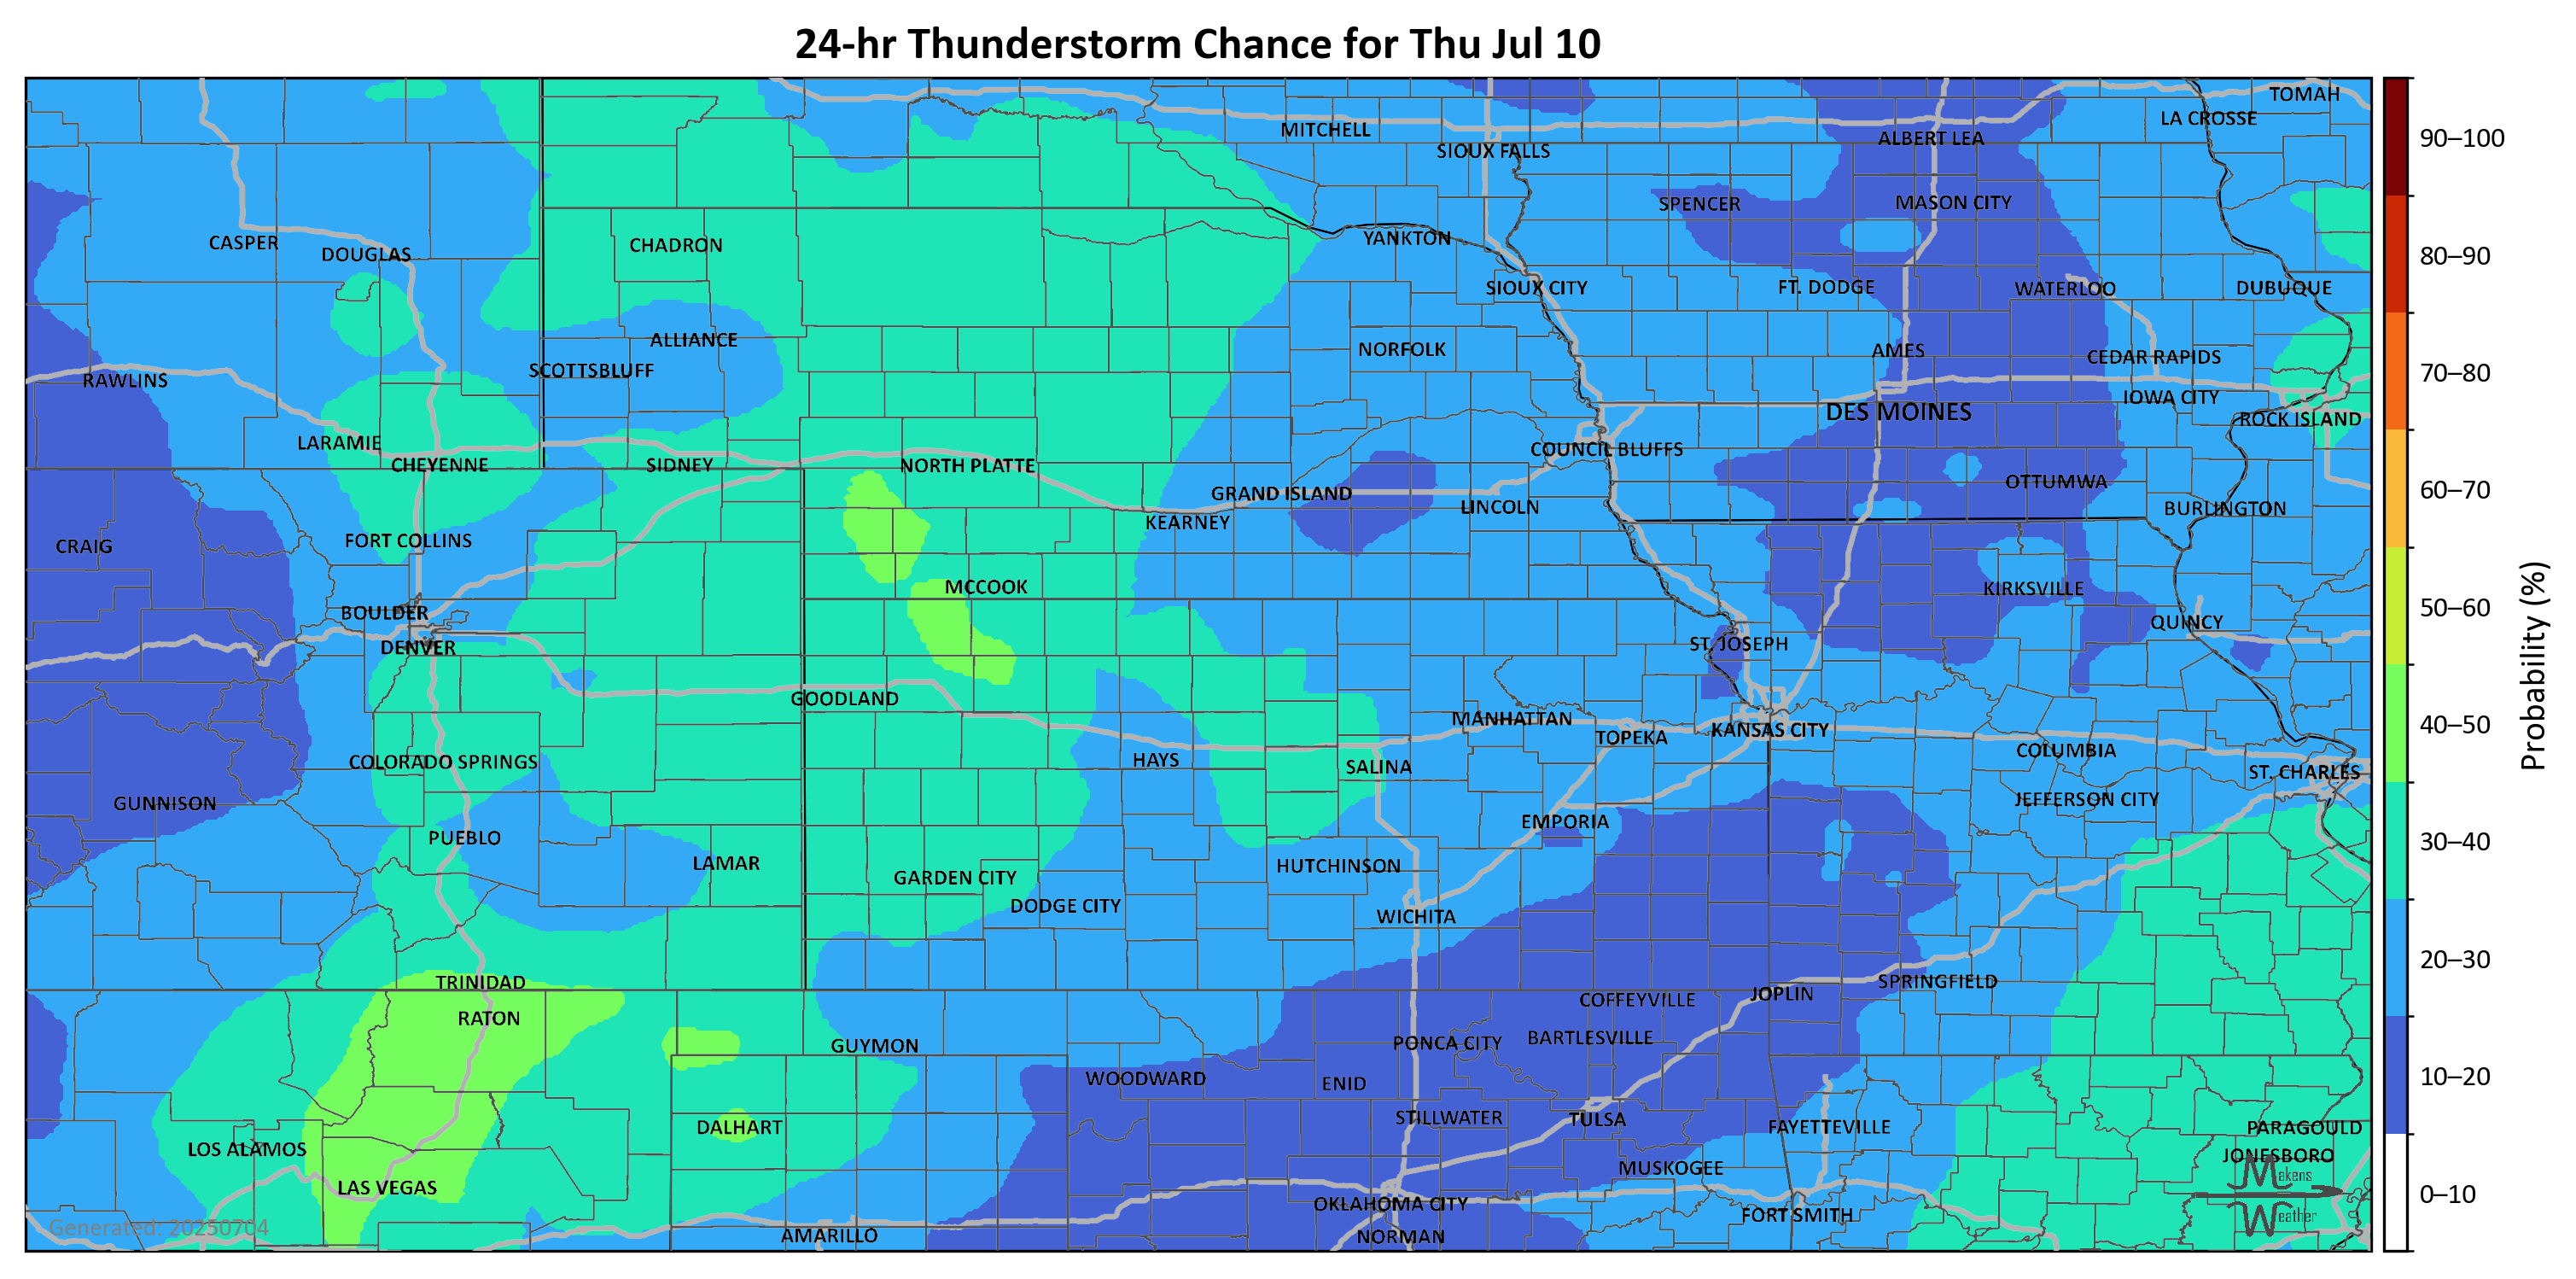 24-hr Thunderstorm Chance for Thu Jul 10
TOMAH
LA CROSSE
MITCHELL
ALBERT LEA
SIOUX FALLS
SPENCER
MASON CITY
CASPER
DOUGLAS
CHADRON
YANKTON
SIOUX CITY
FT. DODGE
WATERLOO
DUBUQUE
ALLIANCE
NORFOLK
AMES
CEDAR RAPIDS
SCOTTSBLUFF
RAWLINS
IOWA CITY
DES MOINES
ROCK ISLAND
LARAMIE
COUNCIL BLUFFS
CHEYENNE
SIDNEY
NORTH PLATTE
OTTUMWA
GRAND ISLAND
LINCOLN
BURLINGTON
KEARNEY
CRAIG
FORT COLLINS
MCCOOK
KIRKSVILLE
BOULDER
QUINCY
DENVER
ST. JOSEPH
GOODLAND
MANHATTAN
KANSAS CITY
TOPEKA
COLUMBIA
COLORADO SPRINGS
HAYS
SALINA
ST. CHARLES
GUNNISON
JEFFERSON CITY
EMPORIA
PUEBLO
LAMAR
HUTCHINSON
GARDEN CITY
DODGE CITY
WICHITA
TRINIDAD
SPRINGFIELD
JOPLIN
COFFEYVILLE
RATON
BARTLESVILLE
PONCA CITY
GUYMON
WOODWARD
ENID
STILLWATER
TULSA
DALHART
FAYETTEVILLE
PARAGOULD
LOS ALAMOS
JONESBORO
MUSKOGEE
LAS VEGAS
OKLAHOMA CITY
FORT SMITH
AMARILLO
NORMAN
Generated: 20250704
Makens
Weather
90–100
80–90
70–80
60–70
50–60
40–50
30–40
20–30
10–20
0–10
Probability (%)